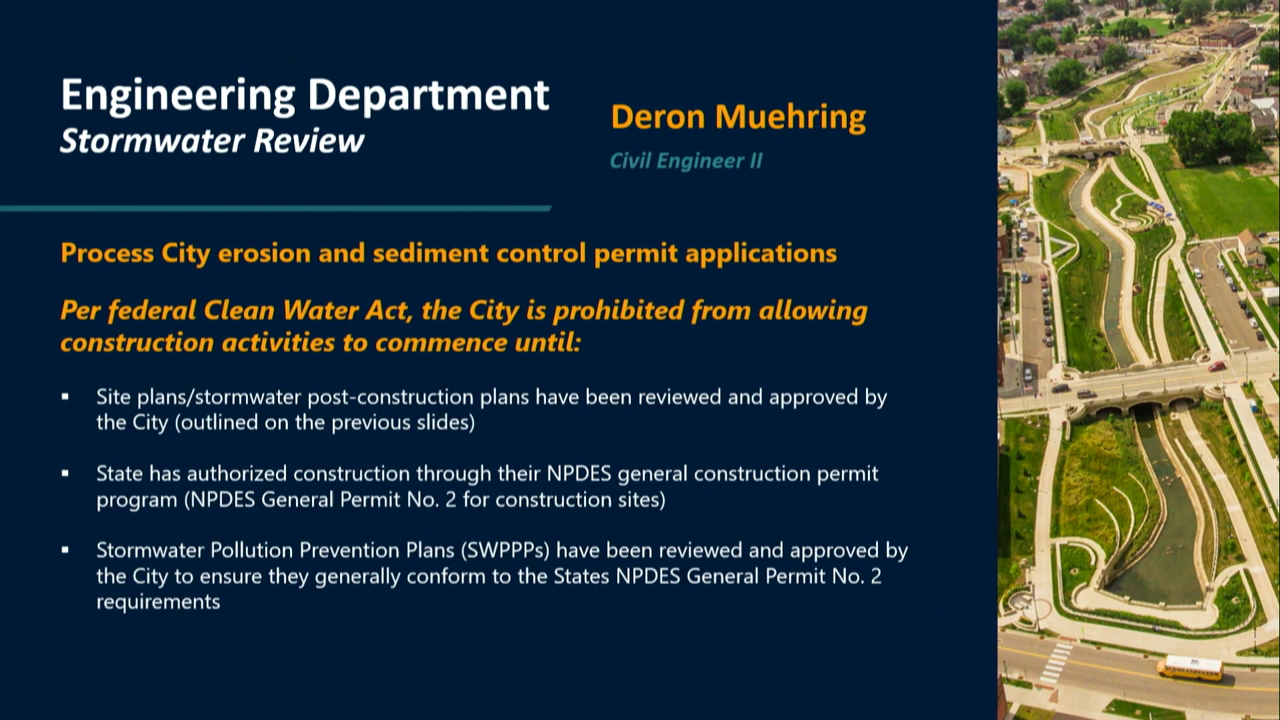 Engineering Department
Stormwater Review
Deron Muehring
Civil Engineer II
Process City erosion and sediment control permit applications
Per federal Clean Water Act, the City is prohibited from allowing
construction activities to commence until:
▪ Site plans/stormwater post-construction plans have been reviewed and approved by
the City (outlined on the previous slides)
▪ State has authorized construction through their NPDES general construction permit
program (NPDES General Permit No. 2 for construction sites)
▪ Stormwater Pollution Prevention Plans (SWPPPs) have been reviewed and approved by
the City to ensure they generally conform to the States NPDES General Permit No. 2
requirements